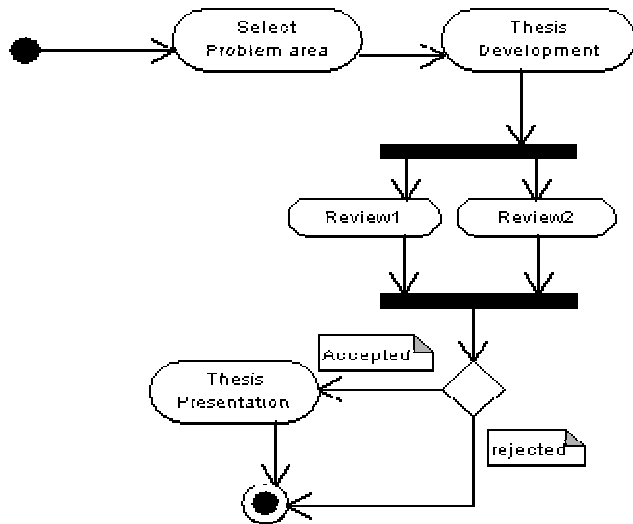 Select
Problem area
Thesis
Development
Review1
Review2
Accepted
Thesis
Presentation
rejected